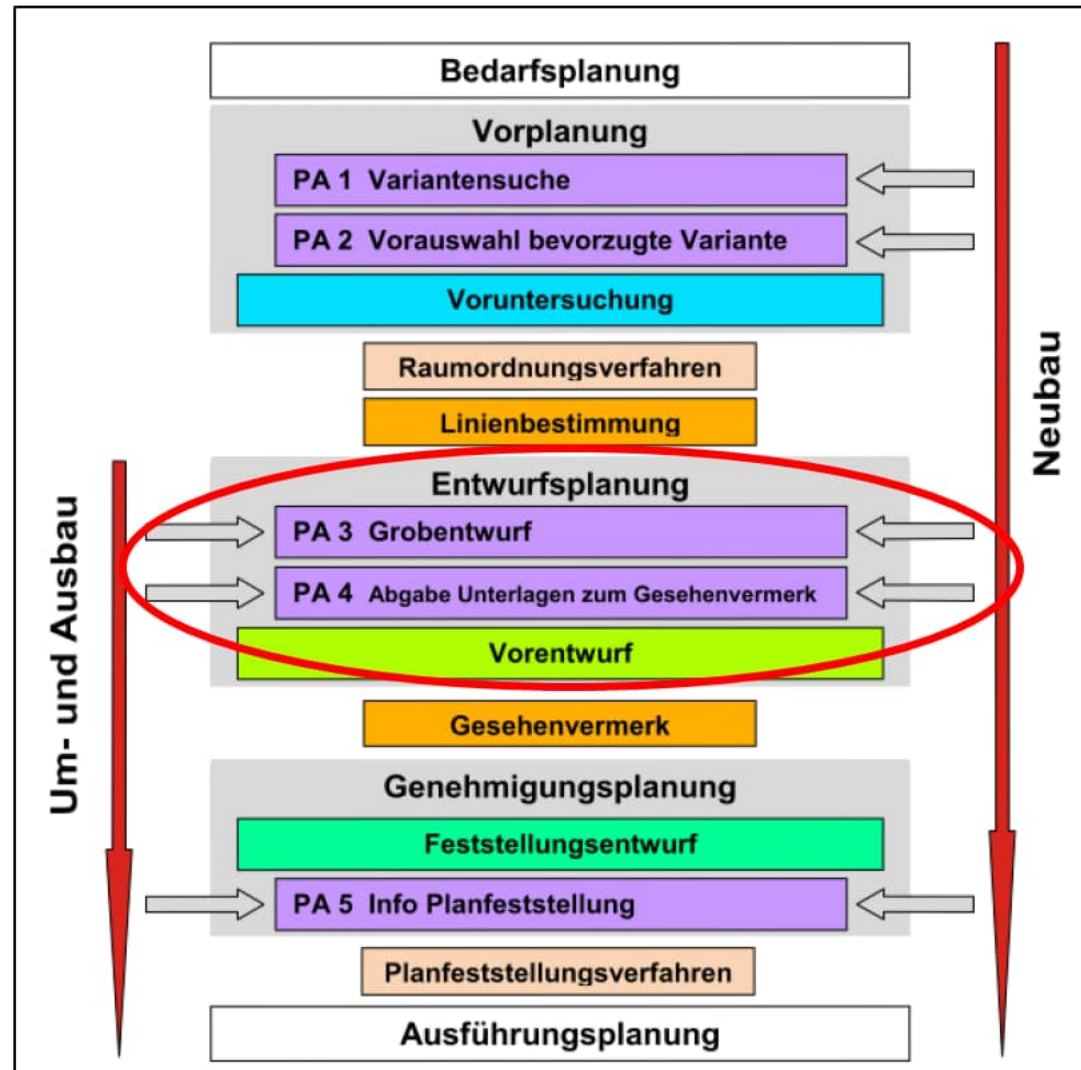 Bedarfsplanung
Vorplanung
PA 1 Variantensuche
PA 2 Vorauswahl bevorzugte Variante
Voruntersuchung
Raumordnungsverfahren
Linienbestimmung
Entwurfsplanung
PA 3 Grobentwurf
PA 4 Abgabe Unterlagen zum Gesehenvermerk
Vorentwurf
Gesehenvermerk
Genehmigungsplanung
Feststellungsentwurf
PA 5 Info Planfeststellung
Planfeststellungsverfahren
Ausführungsplanung
Um- und Ausbau
Neubau